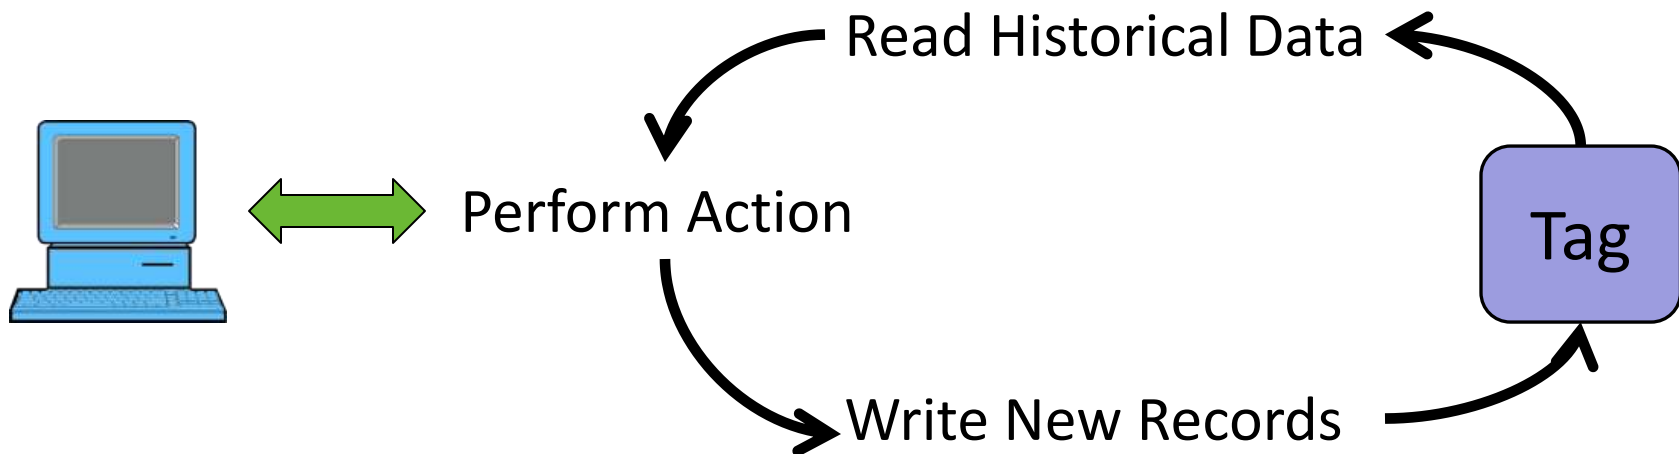 Read Historical Data
Perform Action
Tag
Write New Records